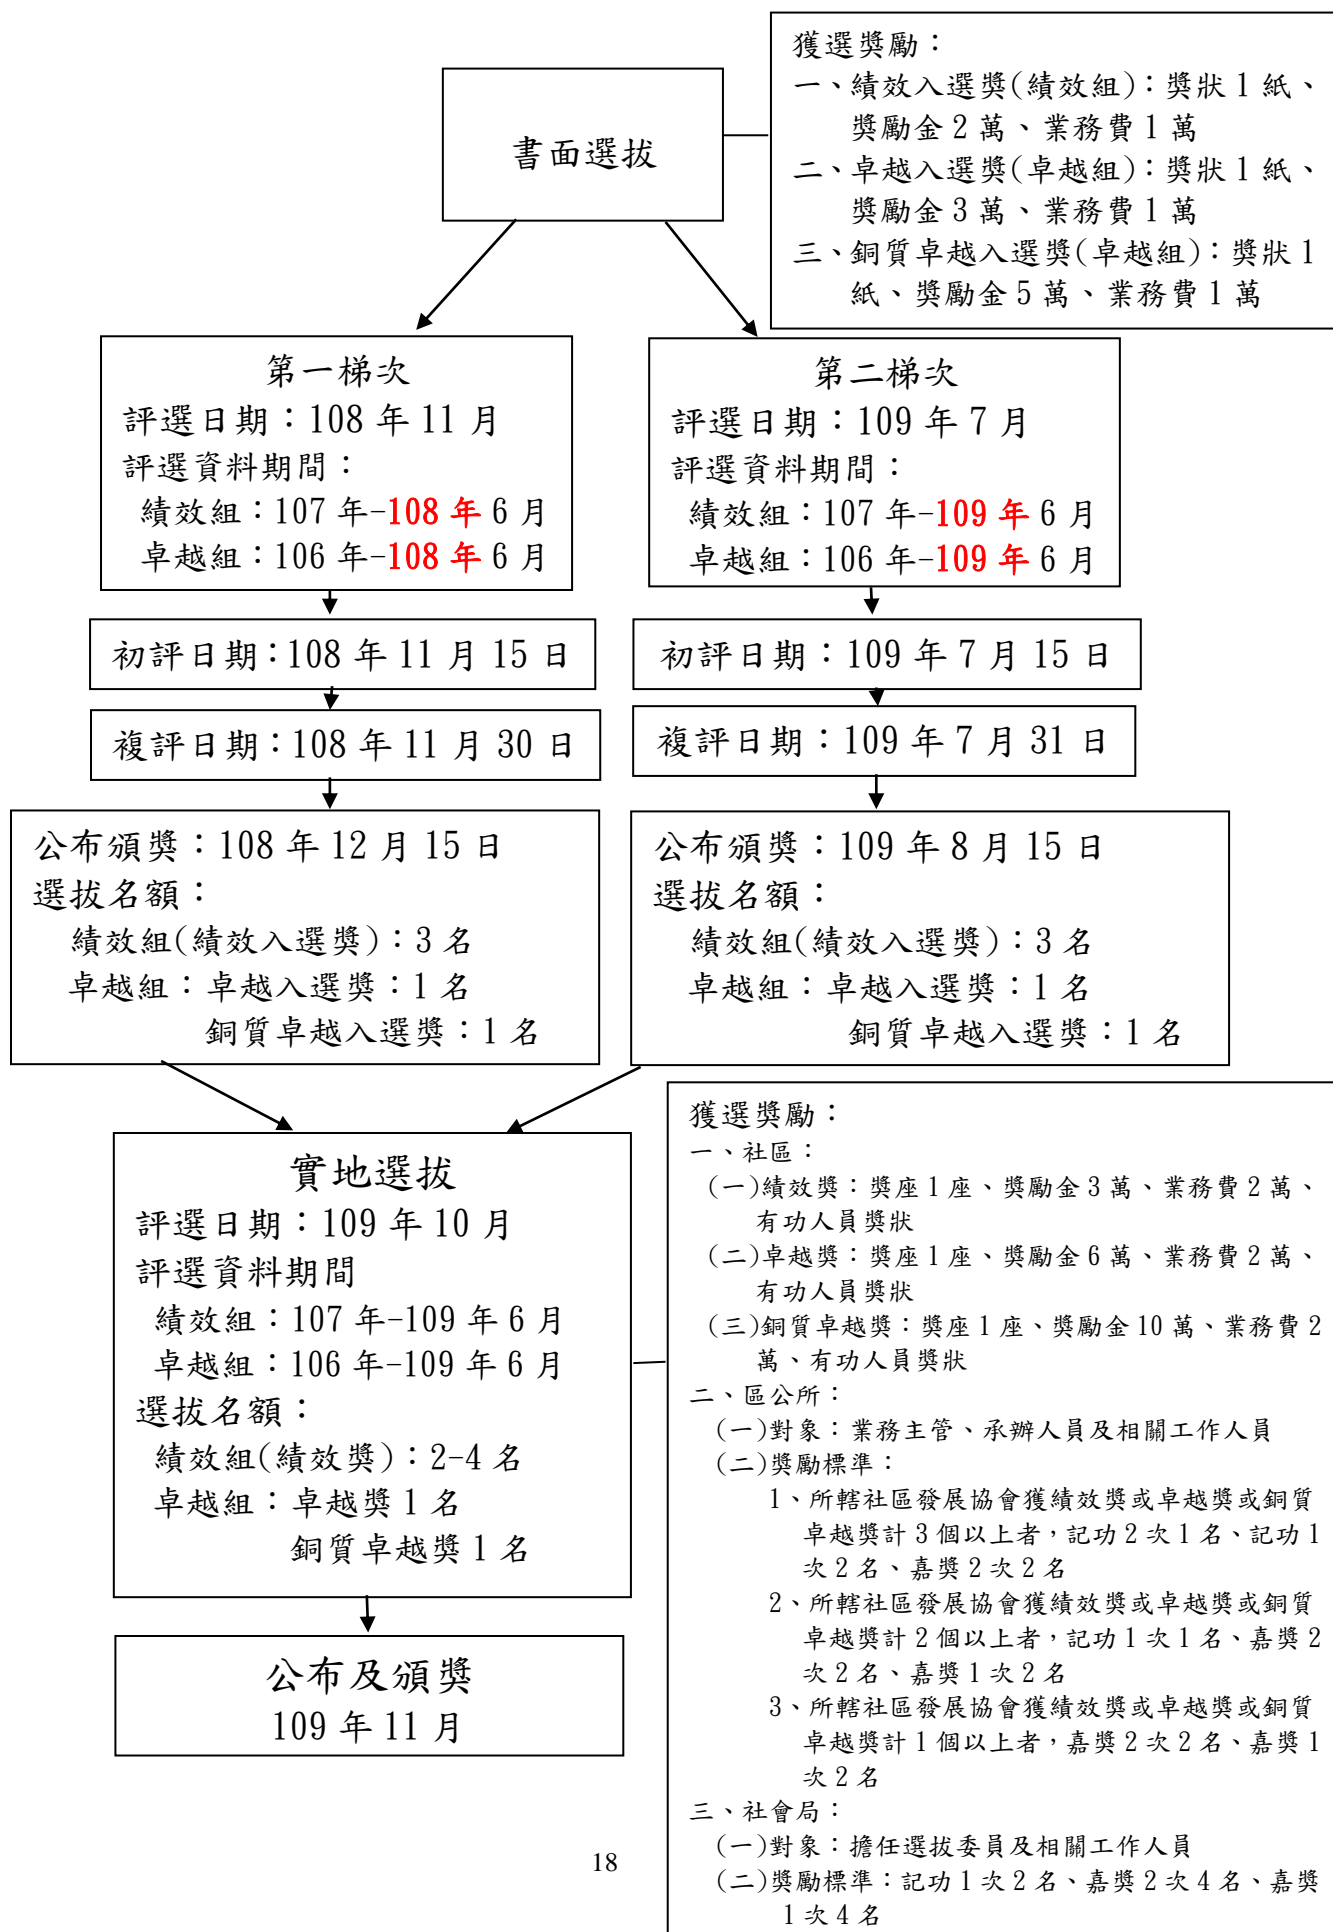 書面選拔
獲選獎勵：
一、績效入選獎(績效組)：獎狀 1 紙、
獎勵金 2 萬、業務費 1 萬
二、卓越入選獎(卓越組)：獎狀 1 紙、
獎勵金 3 萬、業務費 1 萬
三、銅質卓越入選獎(卓越組)：獎狀 1
紙、獎勵金 5 萬、業務費 1 萬
第一梯次
評選日期：108 年 11 月
評選資料期間：
績效組：107 年-108 年 6 月
卓越組：106 年-108 年 6 月
第二梯次
評選日期：109 年 7 月
評選資料期間：
績效組：107 年-109 年 6 月
卓越組：106 年-109 年 6 月
初評日期：108 年 11 月 15 日
初評日期：109 年 7 月 15 日
複評日期：108 年 11 月 30 日
複評日期：109 年 7 月 31 日
公布頒獎：108 年 12 月 15 日
選拔名額：
績效組(績效入選獎)：3 名
卓越組：卓越入選獎：1 名
銅質卓越入選獎：1 名
公布頒獎：109 年 8 月 15 日
選拔名額：
績效組(績效入選獎)：3 名
卓越組：卓越入選獎：1 名
銅質卓越入選獎：1 名
實地選拔
評選日期：109 年 10 月
評選資料期間
績效組：107 年-109 年 6 月
卓越組：106 年-109 年 6 月
選拔名額：
績效組(績效獎)：2-4 名
卓越組：卓越獎 1 名
銅質卓越獎 1 名
公布及頒獎
109 年 11 月
獲選獎勵：
一、社區：
(一)績效獎：獎座 1 座、獎勵金 3 萬、業務費 2 萬、
有功人員獎狀
(二)卓越獎：獎座 1 座、獎勵金 6 萬、業務費 2 萬、
有功人員獎狀
(三)銅質卓越獎：獎座 1 座、獎勵金 10 萬、業務費 2
萬、有功人員獎狀
二、區公所：
(一)對象：業務主管、承辦人員及相關工作人員
(二)獎勵標準：
1、所轄社區發展協會獲績效獎或卓越獎或銅質
卓越獎計 3 個以上者，記功 2 次 1 名、記功 1
次 2 名、嘉獎 2 次 2 名
2、所轄社區發展協會獲績效獎或卓越獎或銅質
卓越獎計 2 個以上者，記功 1 次 1 名、嘉獎 2
次 2 名、嘉獎 1 次 2 名
3、所轄社區發展協會獲績效獎或卓越獎或銅質
卓越獎計 1 個以上者，嘉獎 2 次 2 名、嘉獎 1
次 2 名
三、社會局：
(一)對象：擔任選拔委員及相關工作人員
(二)獎勵標準：記功 1 次 2 名、嘉獎 2 次 4 名、嘉獎
1 次 4 名
18